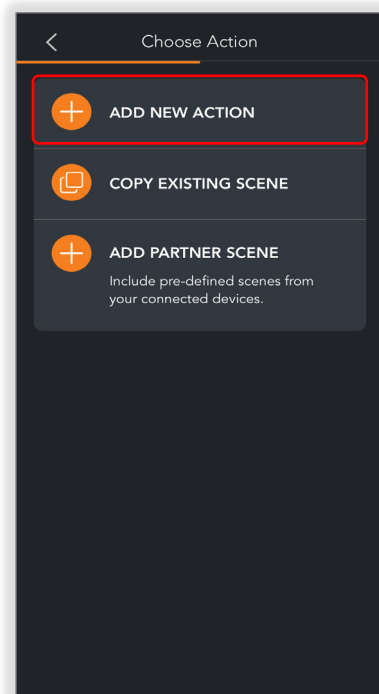 Choose Action
ADD NEW ACTION
COPY EXISTING SCENE
ADD PARTNER SCENE
Include pre-defined scenes from
your connected devices.